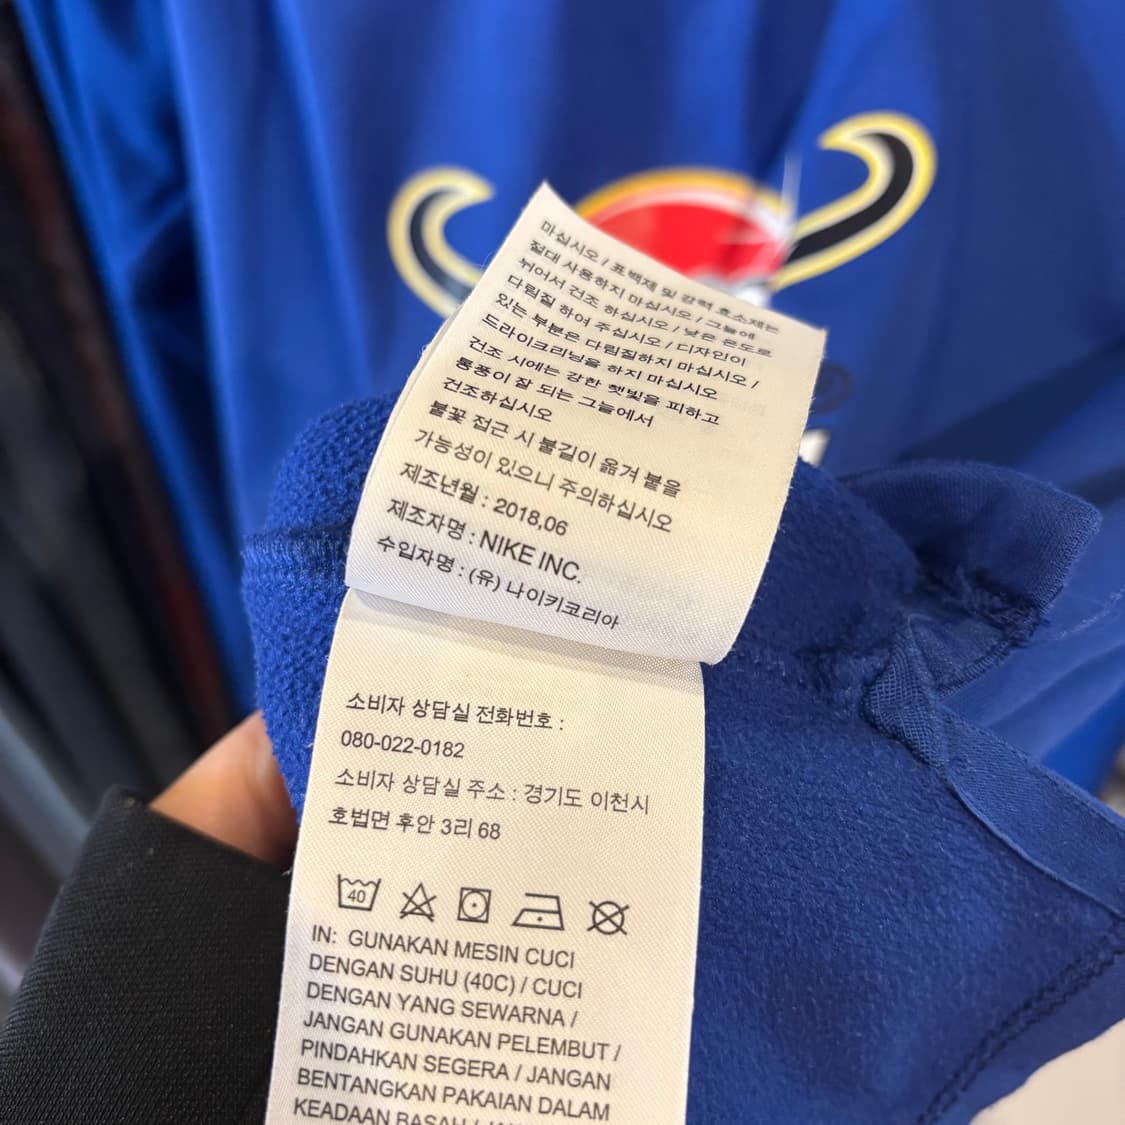 마십시오 / 표백제 및 강력 효소제는
절대 사용하지 마십시오 / 그늘에
뉘어서 건조 하십시오 / 낮은 온도로
다림질 하여 주십시오 / 디자인이
있는 부분은 다림질하지 마십시오 /
드라이크리닝을 하지 마십시오
건조 시에는 강한 햇빛을 피하고
통풍이 잘 되는 그늘에서
건조하십시오
불꽃 접근 시 불길이 옮겨 붙을
가능성이 있으니 주의하십시오
제조년월 : 2018,06
제조자명 : NIKE INC.
수입자명 : (유) 나이키코리아
소비자 상담실 전화번호 :
080-022-0182
소비자 상담실 주소 : 경기도 이천시
호법면 후안 3리 68
40
IN: GUNAKAN MESIN CUCI
DENGAN SUHU (40C) / CUCI
DENGAN YANG SEWARNA /
JANGAN GUNAKAN PELEMBUT /
PINDAHKAN SEGERA / JANGAN
BENTANGKAN PAKAIAN DALAM
KEADAAN BASAH /